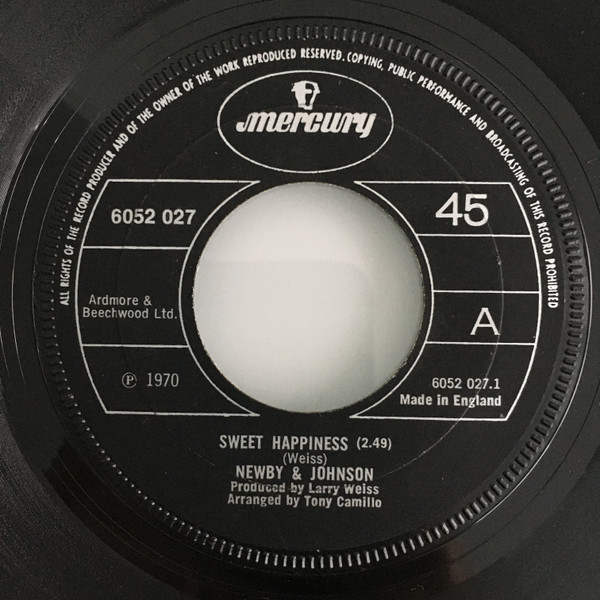 ALL RIGHTS OF THE RECORD PRODUCER AND OF THE OWNER OF THE WORK REPRODUCED RESERVED. COPYING, PUBLIC PERFORMANCE AND BROADCASTING OF THIS RECORD PROHIBITED
mercury
6052 027
45
Ardmore &
Beechwood Ltd.
A
℗ 1970
6052 027.1
Made in England
SWEET HAPPINESS (2.49)
(Weiss)
NEWBY & JOHNSON
Produced by Larry Weiss
Arranged by Tony Camillo